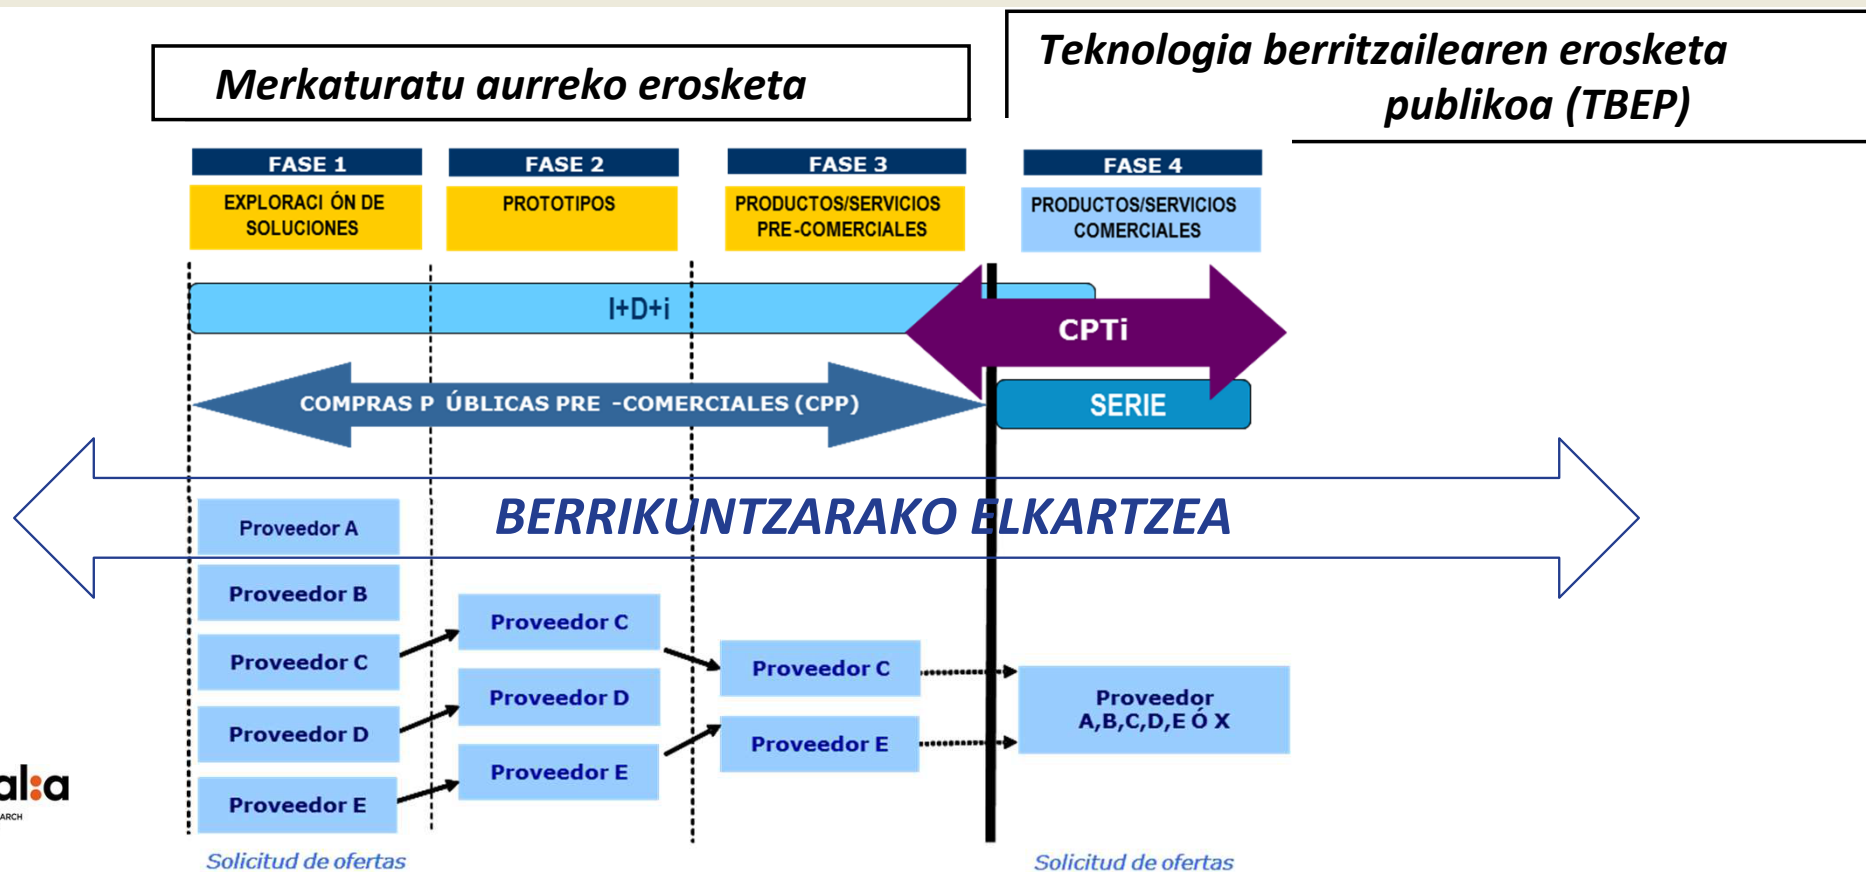 Merkaturatu aurreko erosketa
Teknologia berritzailearen erosketa
publikoa (TBEP)
FASE 1
FASE 2
FASE 3
FASE 4
EXPLORACI ÓN DE
SOLUCIONES
PROTOTIPOS
PRODUCTOS/SERVICIOS
PRE-COMERCIALES
PRODUCTOS/SERVICIOS
COMERCIALES
I+D+i
CPTi
COMPRAS P ÚBLICAS PRE -COMERCIALES (CPP)
SERIE
BERRIKUNTZARAKO ELKARTZEA
Proveedor A
Proveedor B
Proveedor C
Proveedor D
Proveedor E
Proveedor C
Proveedor D
Proveedor E
Proveedor C
Proveedor E
Proveedor
A,B,C,D,E Ó X
al:a
ARCH
Solicitud de ofertas
Solicitud de ofertas